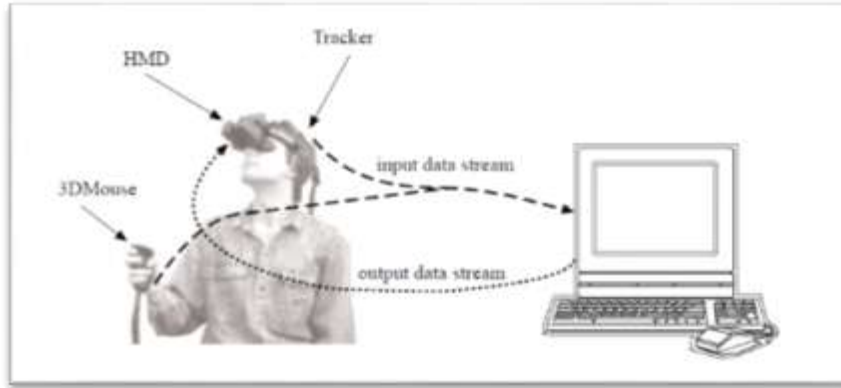 Tracker
HMD
input data stream
3DMouse
output data stream